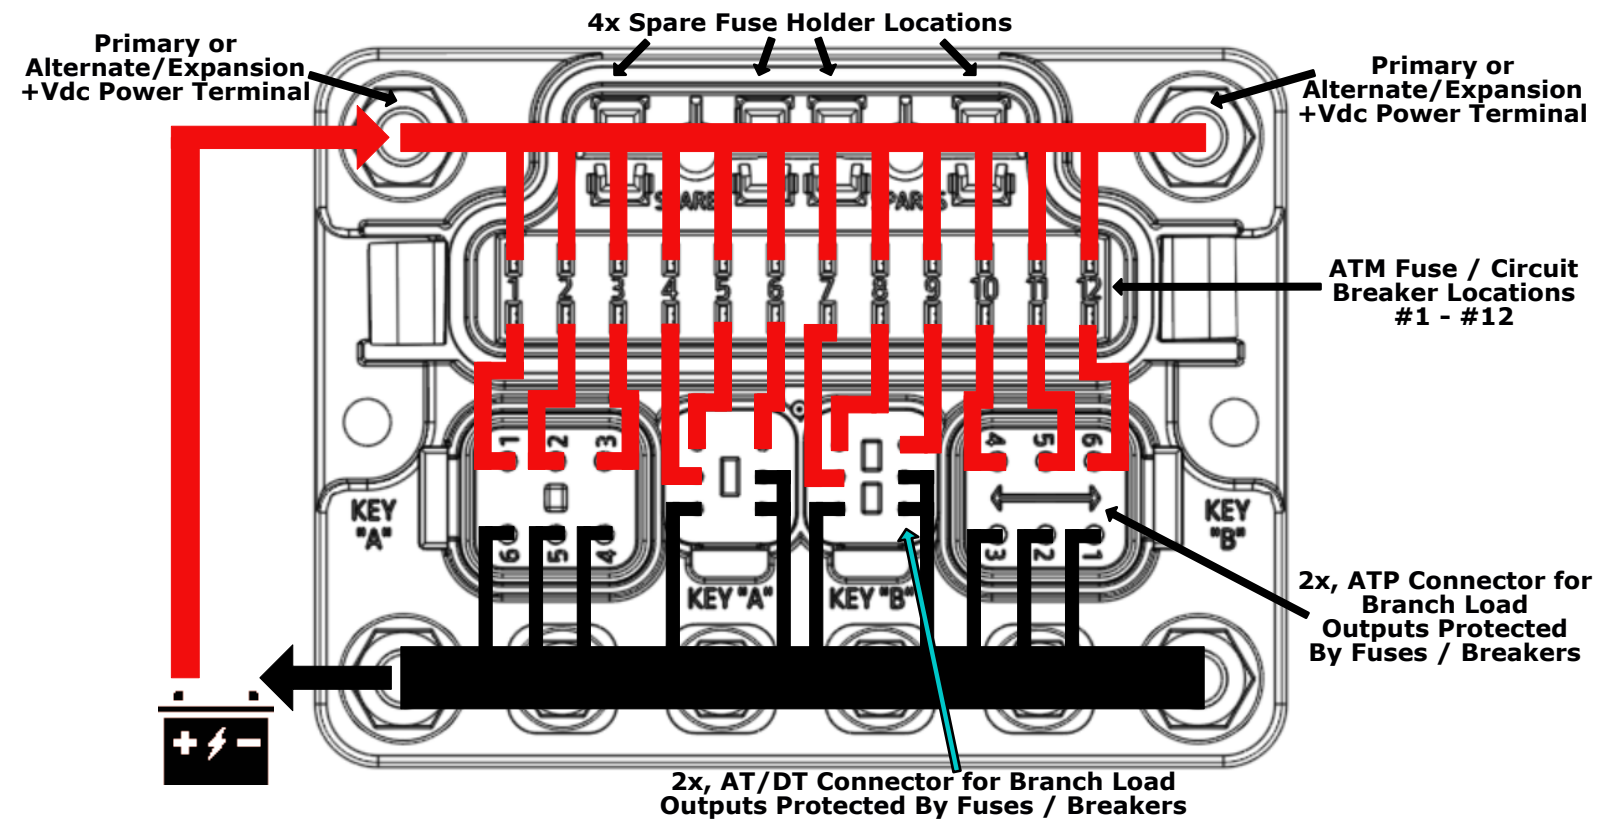 4x Spare Fuse Holder Locations
Primary or
Alternate/Expansion
+Vdc Power Terminal
Primary or
Alternate/Expansion
+Vdc Power Terminal
1 2 3 4 5 6 7 8 9 10 11 12
ATM Fuse / Circuit
Breaker Locations
#1 - #12
1 2 3
4 5 6
KEY
"A"
KEY
"B"
6 5 4
3 2 1
KEY "A"
KEY "B"
2x, ATP Connector for
Branch Load
Outputs Protected
By Fuses / Breakers
+ -
2x, AT/DT Connector for Branch Load
Outputs Protected By Fuses / Breakers